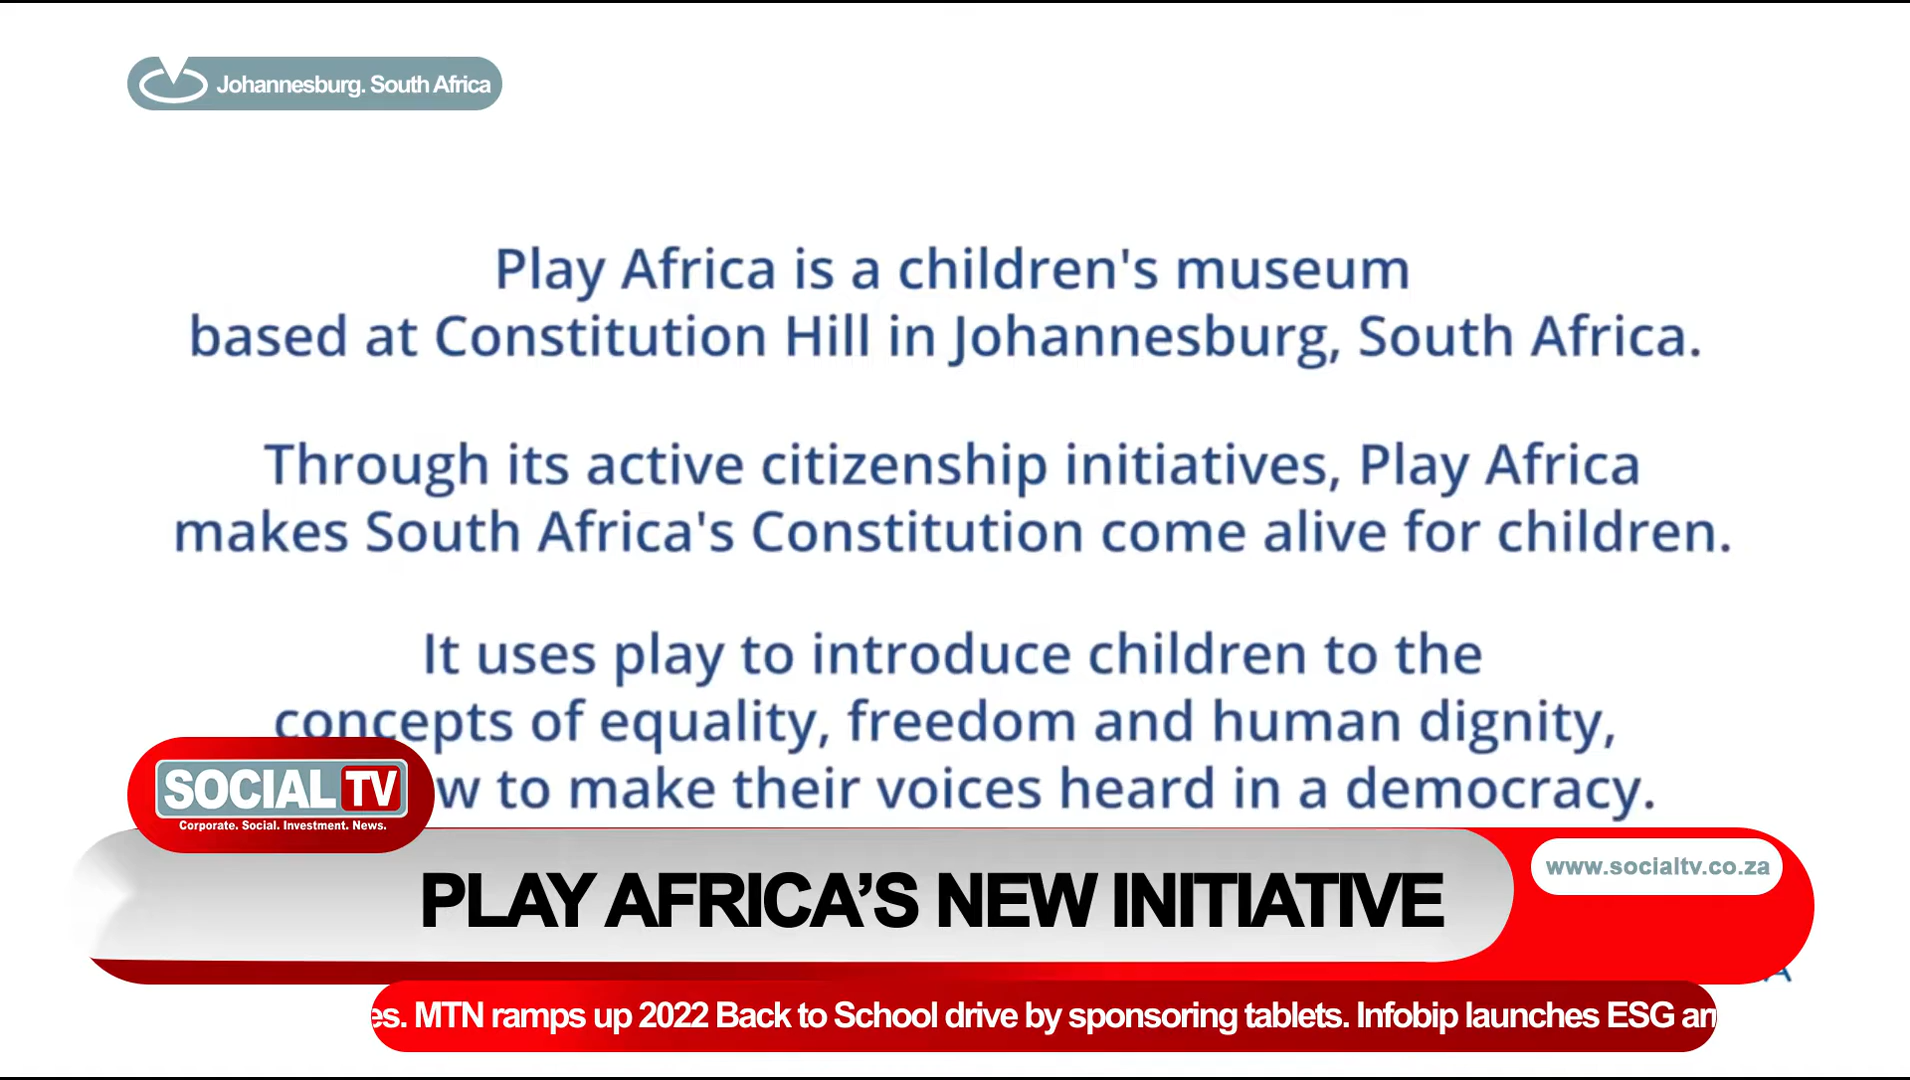 Johannesburg. South Africa
Play Africa is a children's museum
based at Constitution Hill in Johannesburg, South Africa.
Through its active citizenship initiatives, Play Africa
makes South Africa's Constitution come alive for children.
It uses play to introduce children to the
concepts of equality, freedom and human dignity,
to make their voices heard in a democracy.
SOCIAL TV
Corporate. Social. Investment. News.
PLAY AFRICA’S NEW INITIATIVE
www.socialtv.co.za
MTN ramps up 2022 Back to School drive by sponsoring tablets. Infobip launches ESG